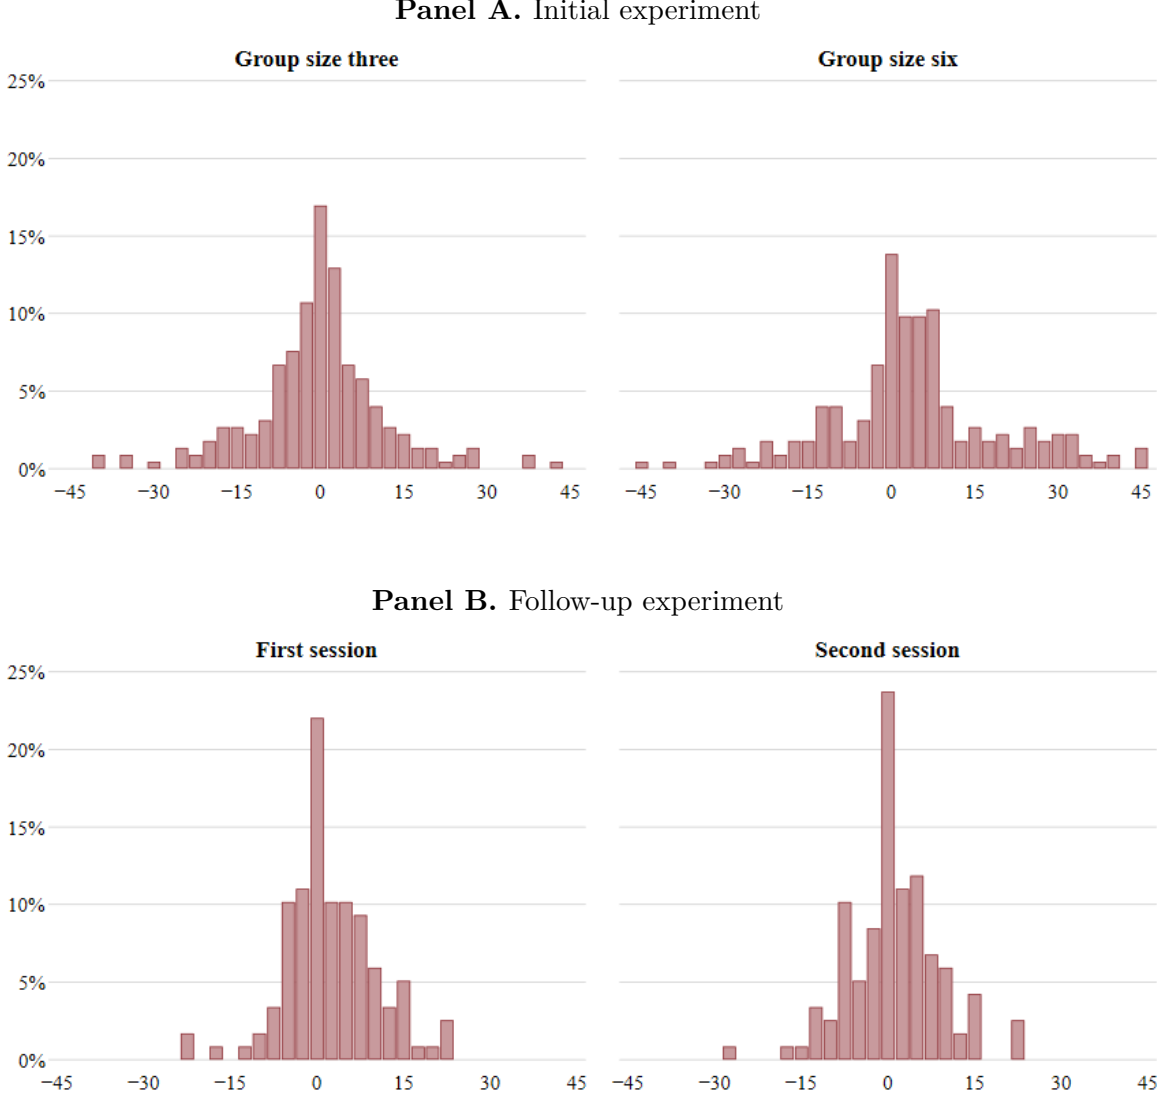 Panel A. Initial experiment
Group size three Group size six
25%
20%
15%
10%
5%
0%
−45 −30 −15 0 15 30 45 −45 −30 −15 0 15 30 45
Panel B. Follow-up experiment
First session Second session
25%
20%
15%
10%
5%
0%
−45 −30 −15 0 15 30 45 −45 −30 −15 0 15 30 45